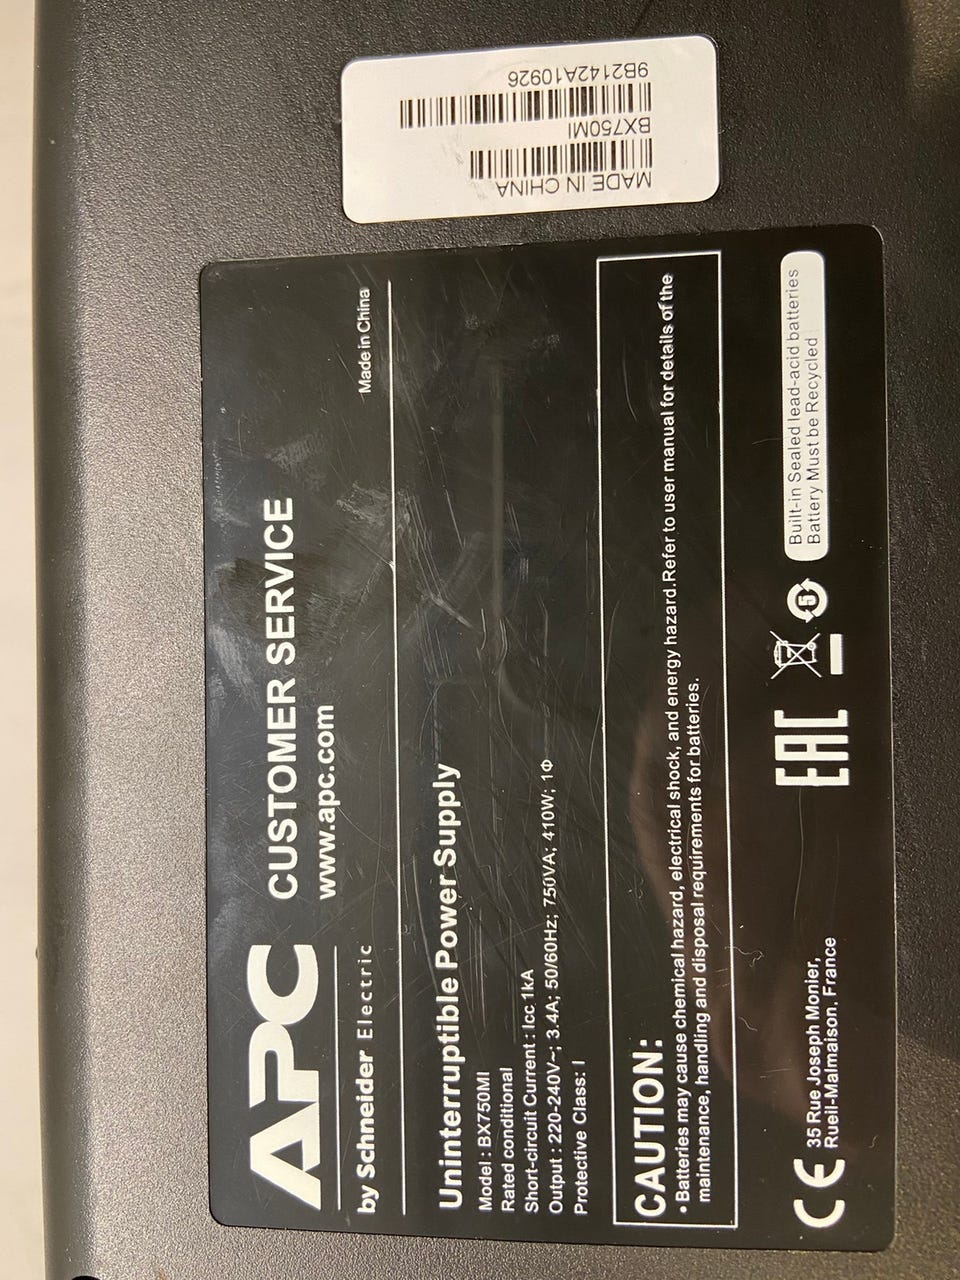 MADE IN CHINA
BX750MI
9B2142A10926
APC
by Schneider Electric
CUSTOMER SERVICE
www.apc.com
Made in China
Uninterruptible Power Supply
Model : BX750MI
Rated conditional
Short-circuit Current : Icc 1kA
Output : 220-240V~; 3.4A; 50/60Hz; 750VA; 410W; 1Φ
Protective Class: I
CAUTION:
• Batteries may cause chemical hazard, electrical shock, and energy hazard.Refer to user manual for details of the
maintenance, handling and disposal requirements for batteries.
CE
35 Rue Joseph Monier,
Rueil-Malmaison. France
EAC
5
Built-in Sealed lead-acid batteries
Battery Must be Recycled